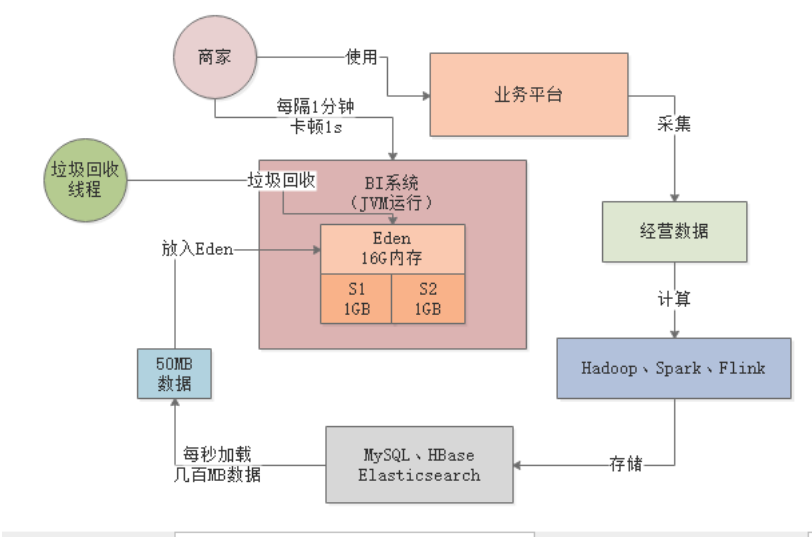 商家
使用
业务平台
每隔1分钟
卡顿1s
采集
垃圾回收
线程
垃圾回收
BI系统
（JVM运行）
经营数据
Eden
16G内存
放入Eden
S1
1GB
S2
1GB
计算
50MB
数据
Hadoop、Spark、Flink
每秒加载
几百MB数据
MySQL、HBase
Elasticsearch
存储